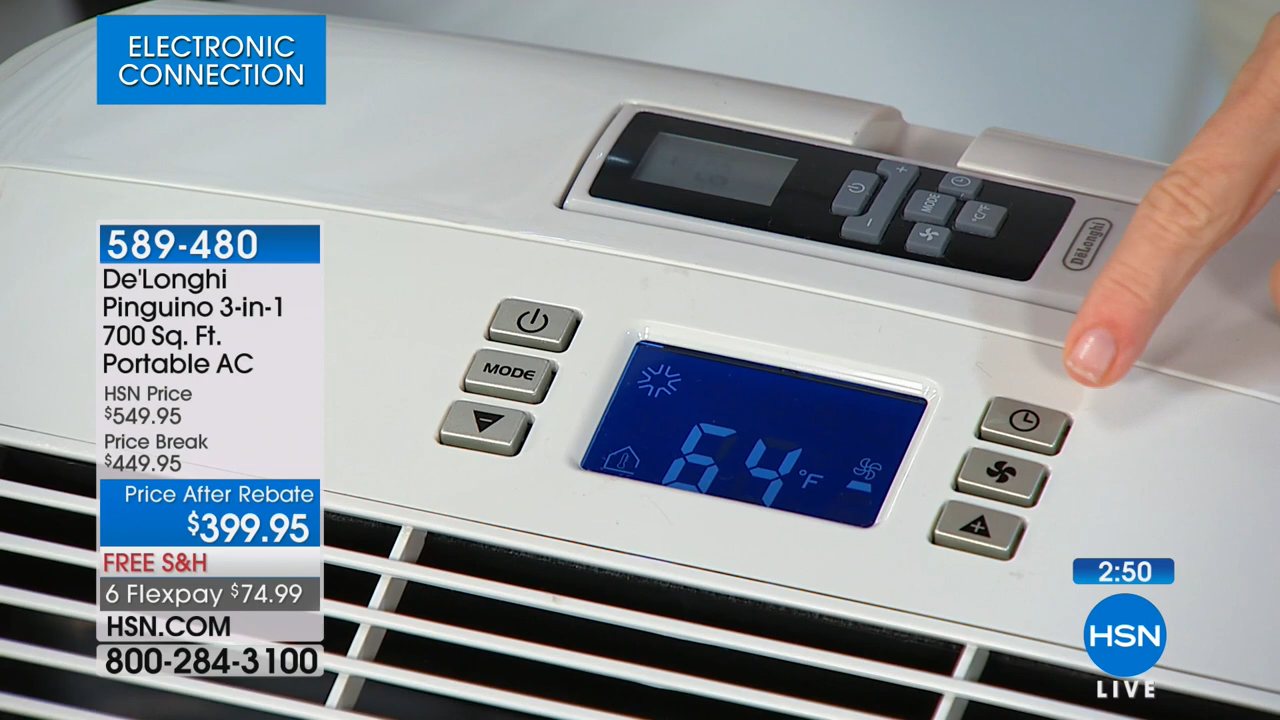 ELECTRONIC
CONNECTION
589-480
De'Longhi
Pinguino 3-in-1
700 Sq. Ft.
Portable AC
HSN Price
$549.95
Price Break
$449.95
Price After Rebate
$399.95
FREE S&H
6 Flexpay $74.99
HSN.COM
800-284-3100
+
MODE
°C/°F
-
DeLonghi
MODE
-
64°F
+
2:50
HSN
LIVE